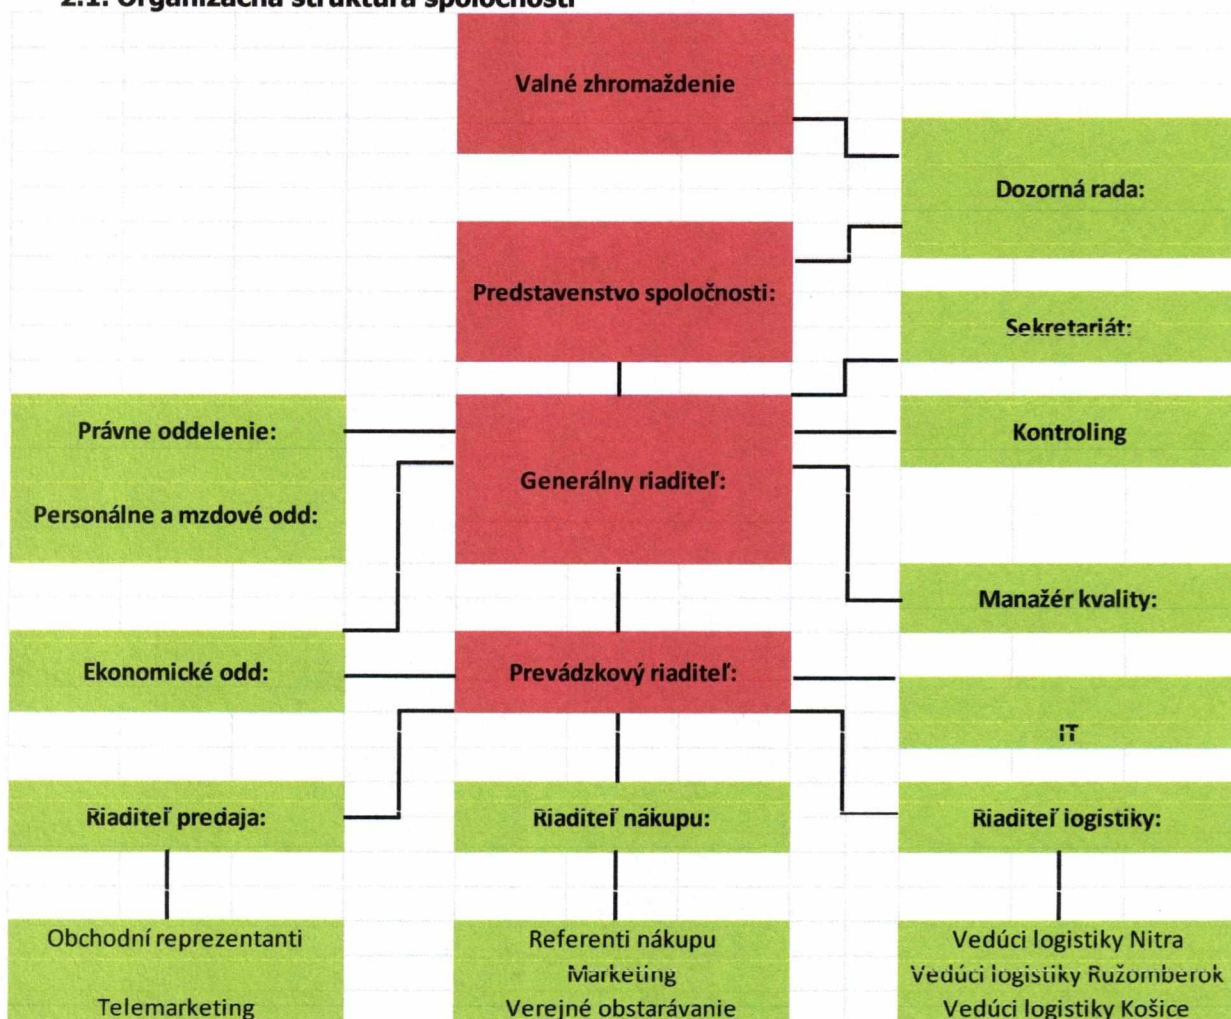 2.1. Organizačná štruktúra spoločnosti
Valné zhromaždenie
Dozorná rada:
Predstavenstvo spoločnosti:
Sekretariát:
Právne oddelenie:
Generálny riaditeľ:
Kontroling
Personálne a mzdové odd:
Manažér kvality:
Ekonomické odd:
Prevádzkový riaditeľ:
IT
Riaditeľ predaja:
Riaditeľ nákupu:
Riaditeľ logistiky:
Obchodní reprezentanti
Telemarketing
Referenti nákupu
Marketing
Verejné obstarávanie
Vedúci logistiky Nitra
Vedúci logistiky Ružomberok
Vedúci logistiky Košice